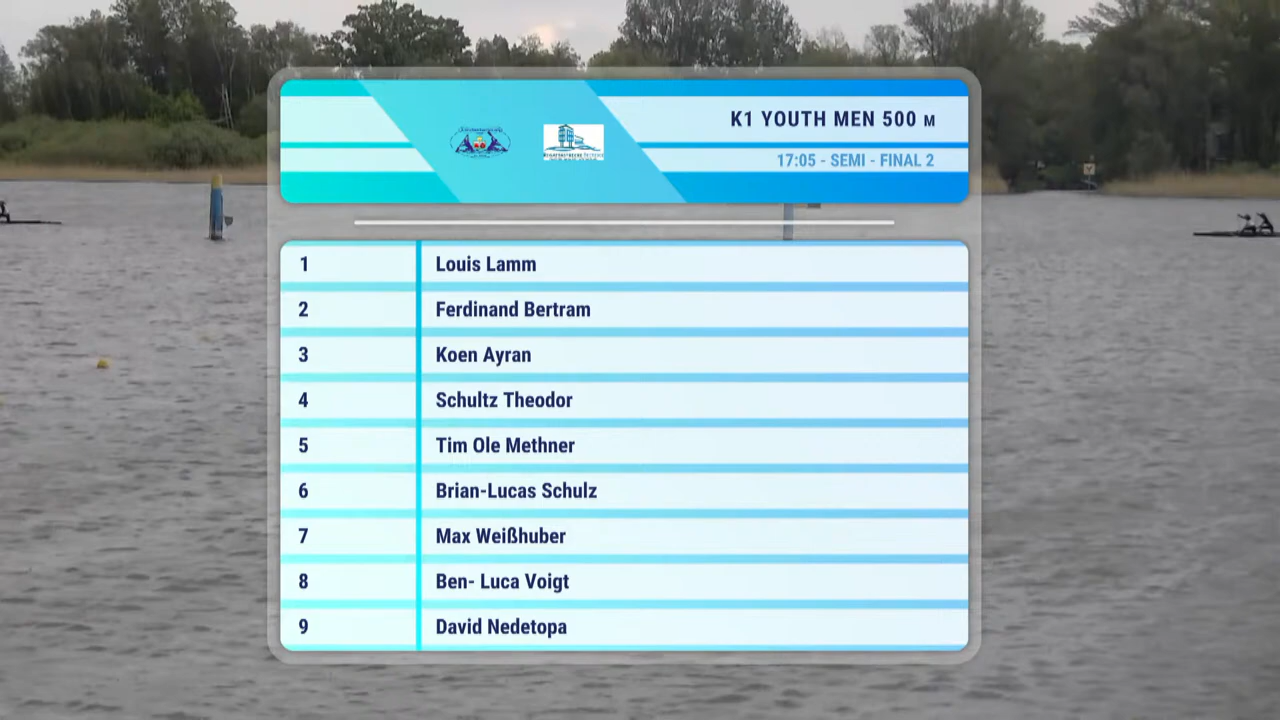 K1 YOUTH MEN 500 M
17:05 - SEMI - FINAL 2
1 Louis Lamm
2 Ferdinand Bertram
3 Koen Ayran
4 Schultz Theodor
5 Tim Ole Methner
6 Brian-Lucas Schulz
7 Max Weißhuber
8 Ben- Luca Voigt
9 David Nedetopa